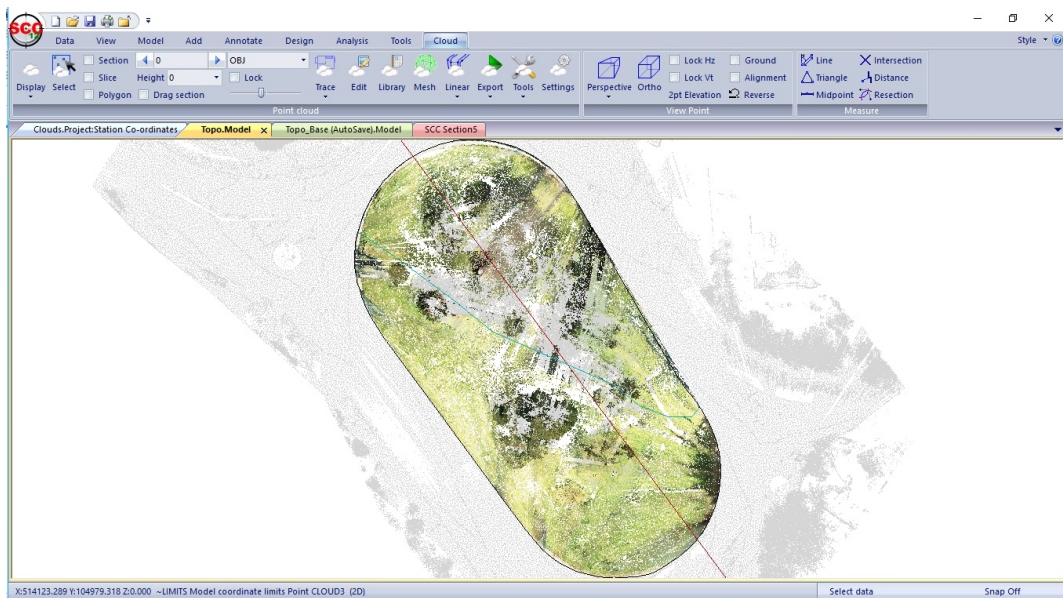 SCC
Style
Data View Model Add Annotate Design Analysis Tools Cloud
Section 0 OBJ
Slice Height 0 Lock
Polygon Drag section
Display Select Trace Edit Library Mesh Linear Export Tools Settings
Point cloud
Perspective Ortho
Lock Hz Ground
Lock Vt Alignment
2pt Elevation Reverse
View Point
Line Intersection
Triangle Distance
Midpoint Resection
Measure
Clouds.Project:Station Co-ordinates Topo.Model x Topo_Base (AutoSave).Model SCC Section5
X:514123.289 Y:104979.318 Z:0.000 ~LIMITS Model coordinate limits Point CLOUD3 (2D) Select data Snap Off